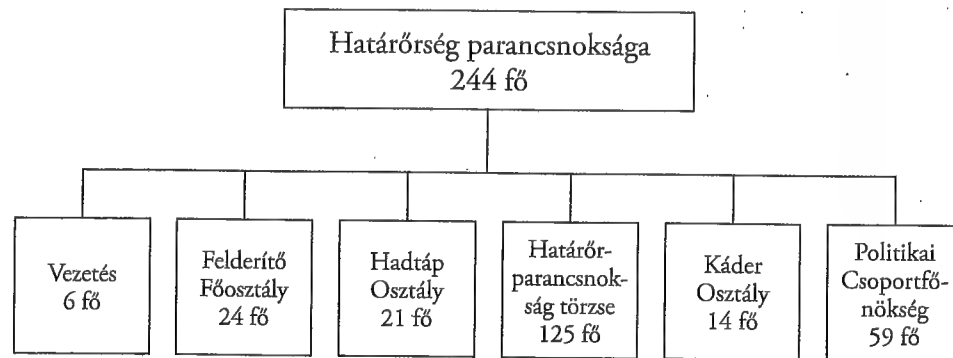 Határőrség parancsnoksága
244 fő
Vezetés
6 fő
Felderítő
Főosztály
24 fő
Hadtáp
Osztály
21 fő
Határőr-
parancsnok-
ság törzse
125 fő
Káder
Osztály
14 fő
Politikai
Csoportfő-
nökség
59 fő